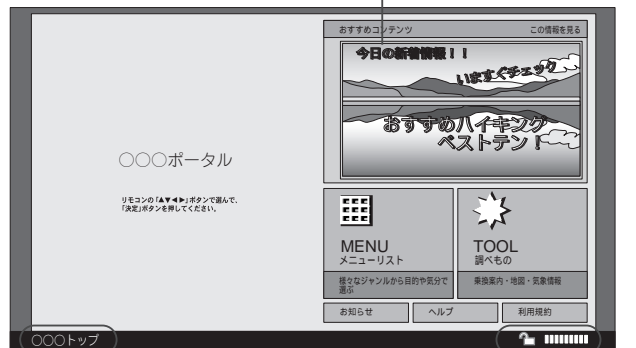 おすすめコンテンツ
この情報を見る
今日の新着情報！！
いますぐチェック
おすすめハイキング
ベストテン！
○○○ポータル
リモコンの「▲▼◀▶」ボタンで選んで、
「決定」ボタンを押してください。
MENU
メニューリスト
様々なジャンルから目的や気分で
選ぶ
TOOL
調べもの
乗換案内・地図・気象情報
お知らせ
ヘルプ
利用規約
○○○トップ